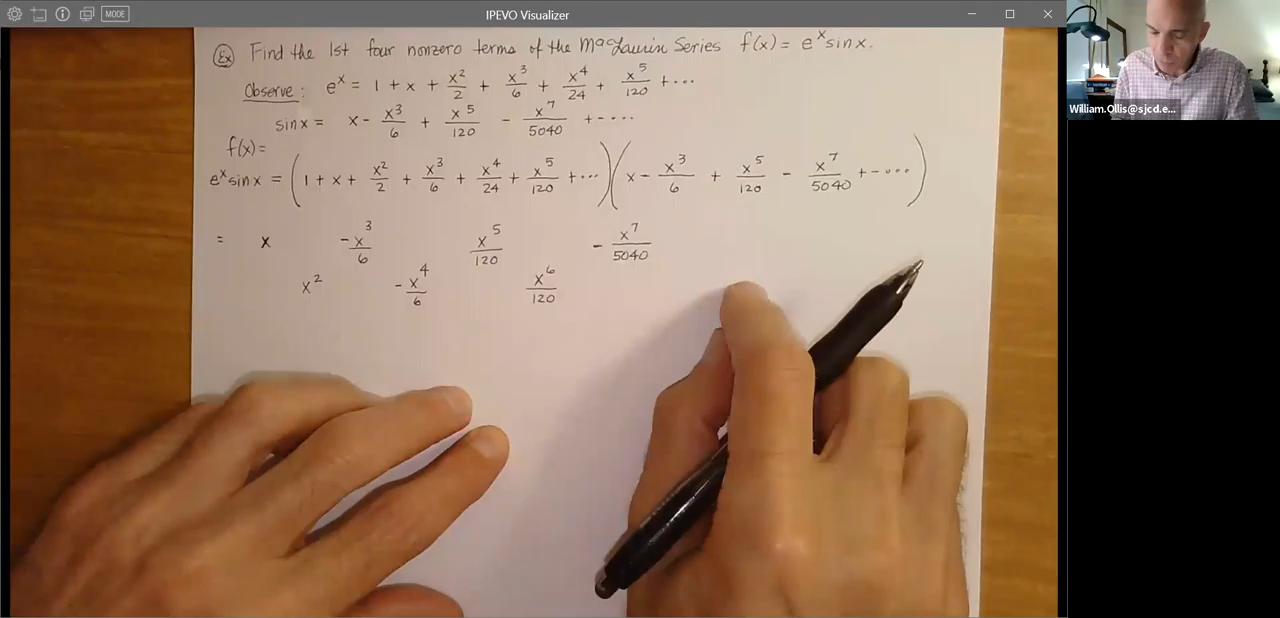 MODE
IPEVO Visualizer
Ex Find the 1st four nonzero terms of the MacLaurin Series f(x) = e^x sin x.
Observe: e^x = 1 + x + x^2/2 + x^3/6 + x^4/24 + x^5/120 + ...
sin x = x - x^3/6 + x^5/120 - x^7/5040 + - ....
f(x) =
e^x sin x = (1 + x + x^2/2 + x^3/6 + x^4/24 + x^5/120 + ...)(x - x^3/6 + x^5/120 - x^7/5040 + - ....)
= x - x^3/6 x^5/120 - x^7/5040
x^2 - x^4/6 x^6/120
William.Ollis@sjcd.e...